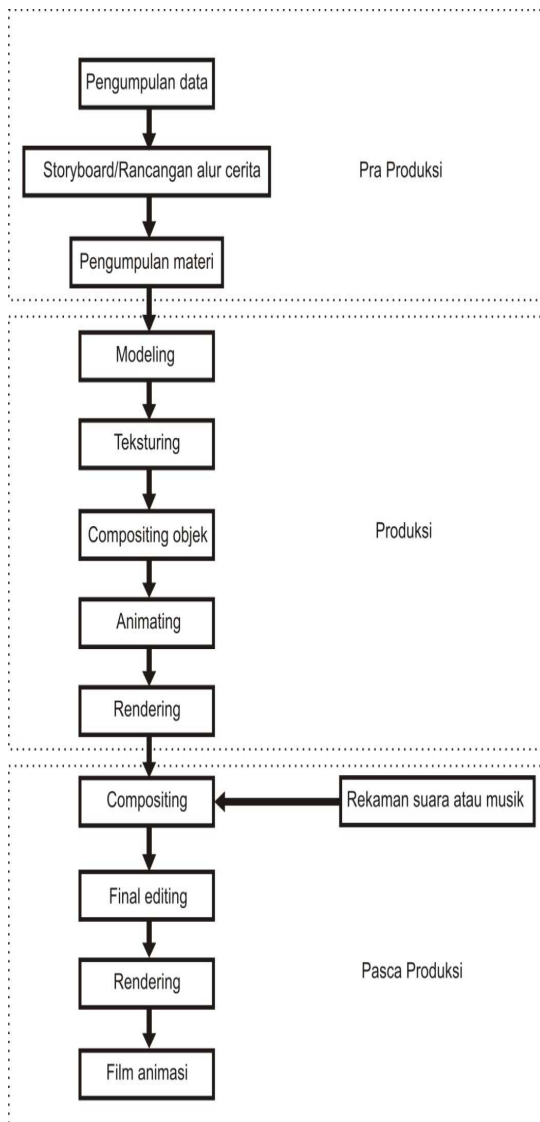 Pengumpulan data
Storyboard/Rancangan alur cerita
Pra Produksi
Pengumpulan materi
Modeling
Teksturing
Compositing objek
Produksi
Animating
Rendering
Compositing
Rekaman suara atau musik
Final editing
Pasca Produksi
Rendering
Film animasi